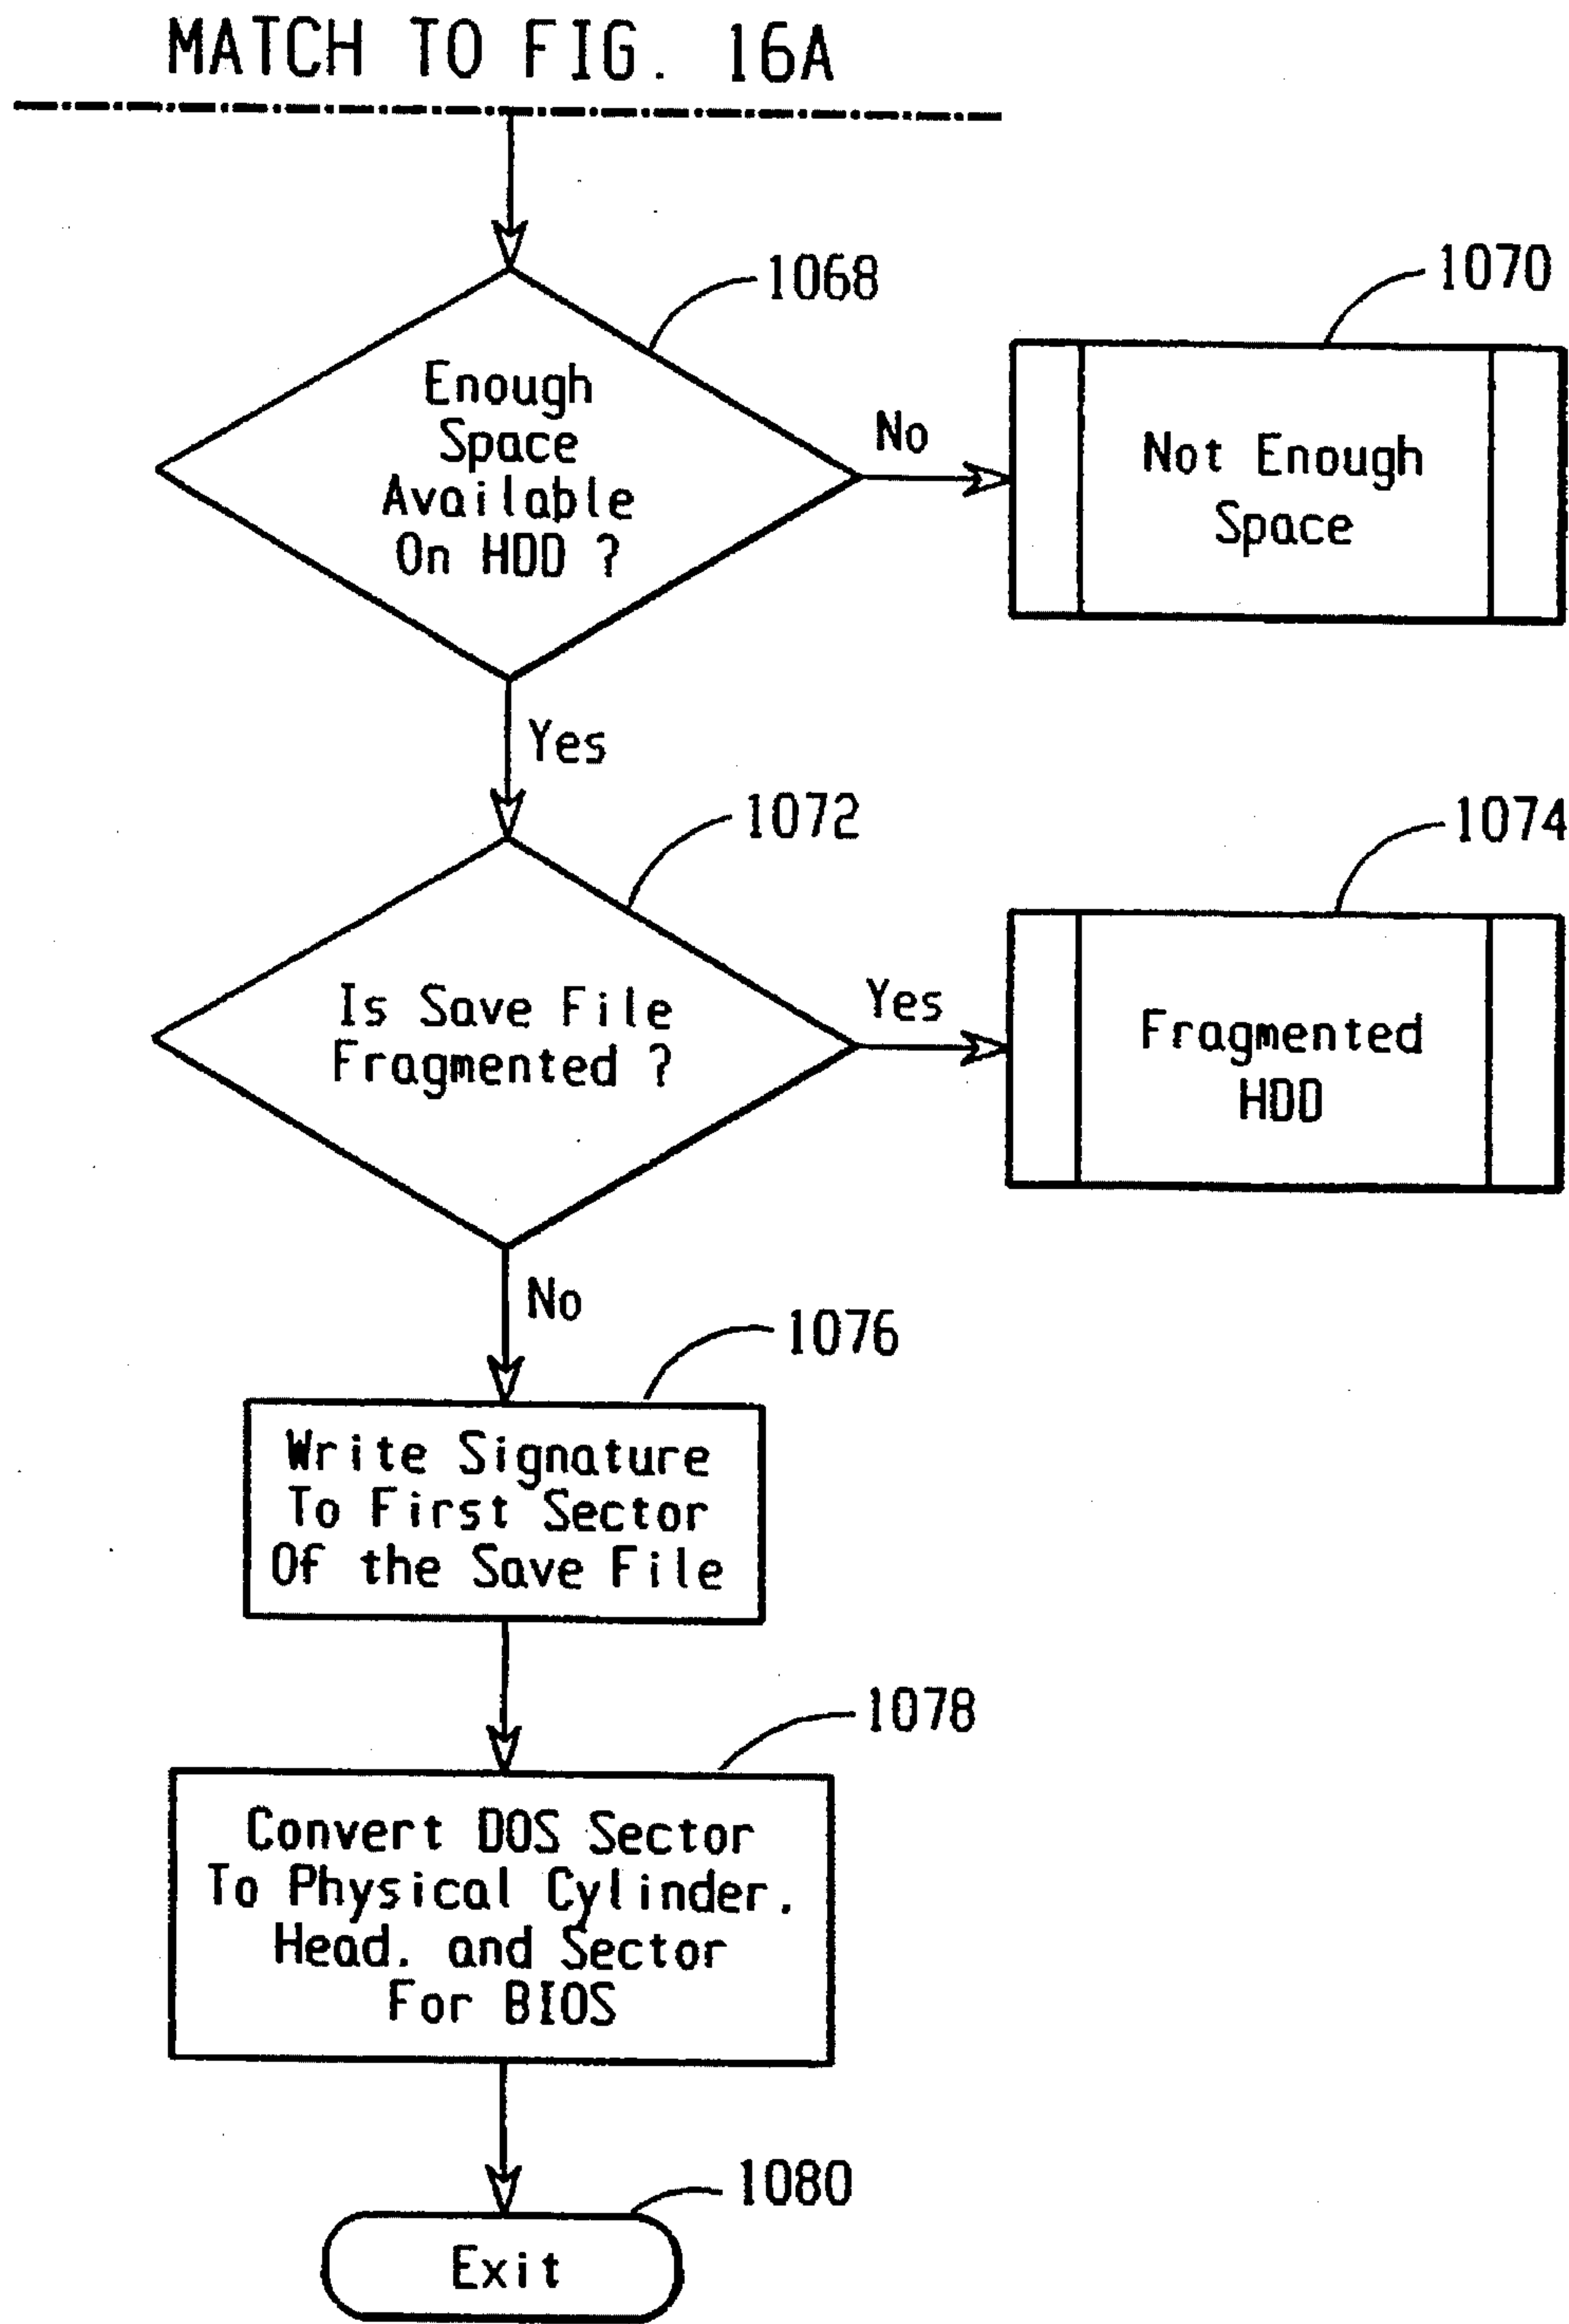 MATCH TO FIG. 16A
1068
Enough
Space
Available
On HDD ?
No
1070
Not Enough
Space
Yes
1072
Is Save File
Fragmented ?
Yes
1074
Fragmented
HDD
No
1076
Write Signature
To First Sector
Of the Save File
1078
Convert DOS Sector
To Physical Cylinder,
Head, and Sector
For BIOS
1080
Exit